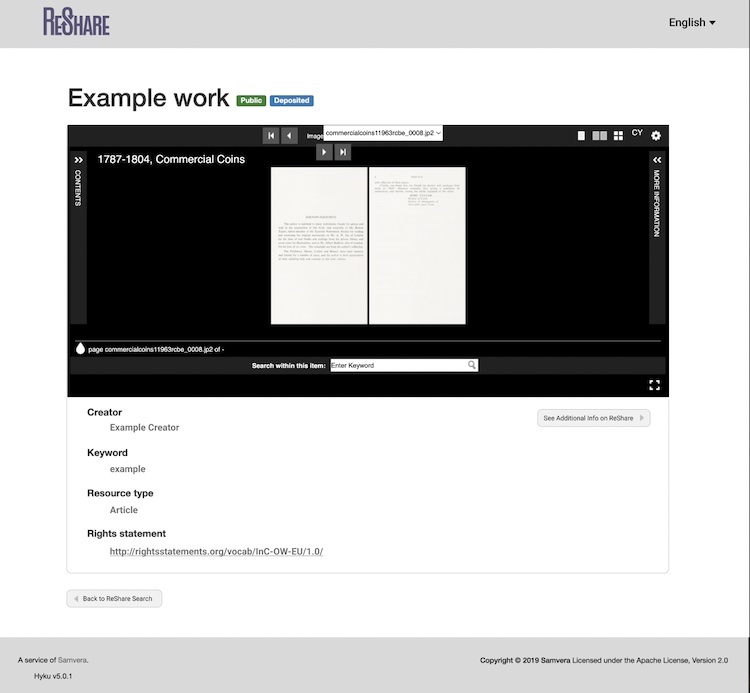 ReShare
English
Example work Public Deposited
Image commercialcoins11963rcbe_0008.jp2
CY
1787-1804, Commercial Coins
CONTENTS
MORE INFORMATION
page commercialcoins11963rcbe_0008.jp2 of -
Search within this item: Enter Keyword
Creator
Example Creator
See Additional Info on ReShare
Keyword
example
Resource type
Article
Rights statement
http://rightsstatements.org/vocab/InC-OW-EU/1.0/
Back to ReShare Search
A service of Samvera.
Copyright © 2019 Samvera Licensed under the Apache License, Version 2.0
Hyku v5.0.1